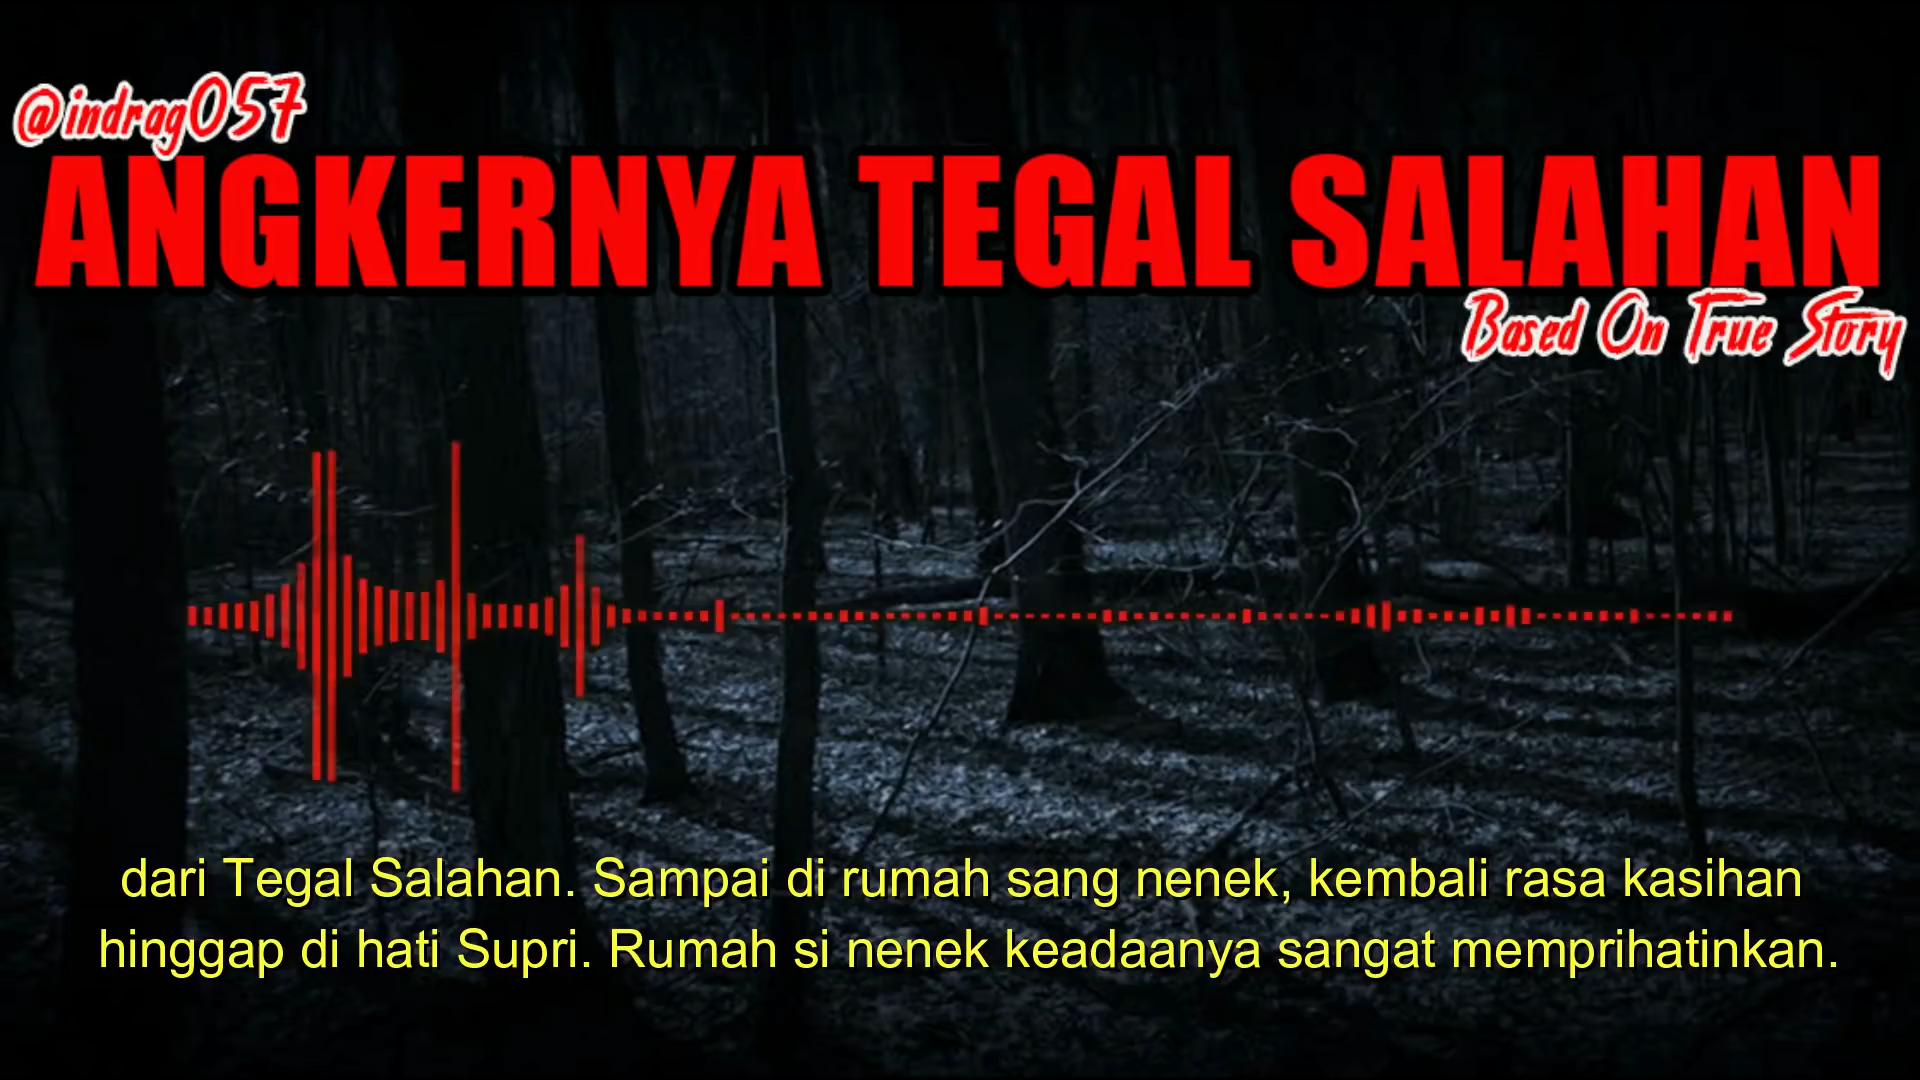 @indrag057
ANGKERNYA TEGAL SALAHAN
Based On True Story
dari Tegal Salahan. Sampai di rumah sang nenek, kembali rasa kasihan
hinggap di hati Supri. Rumah si nenek keadaanya sangat memprihatinkan.